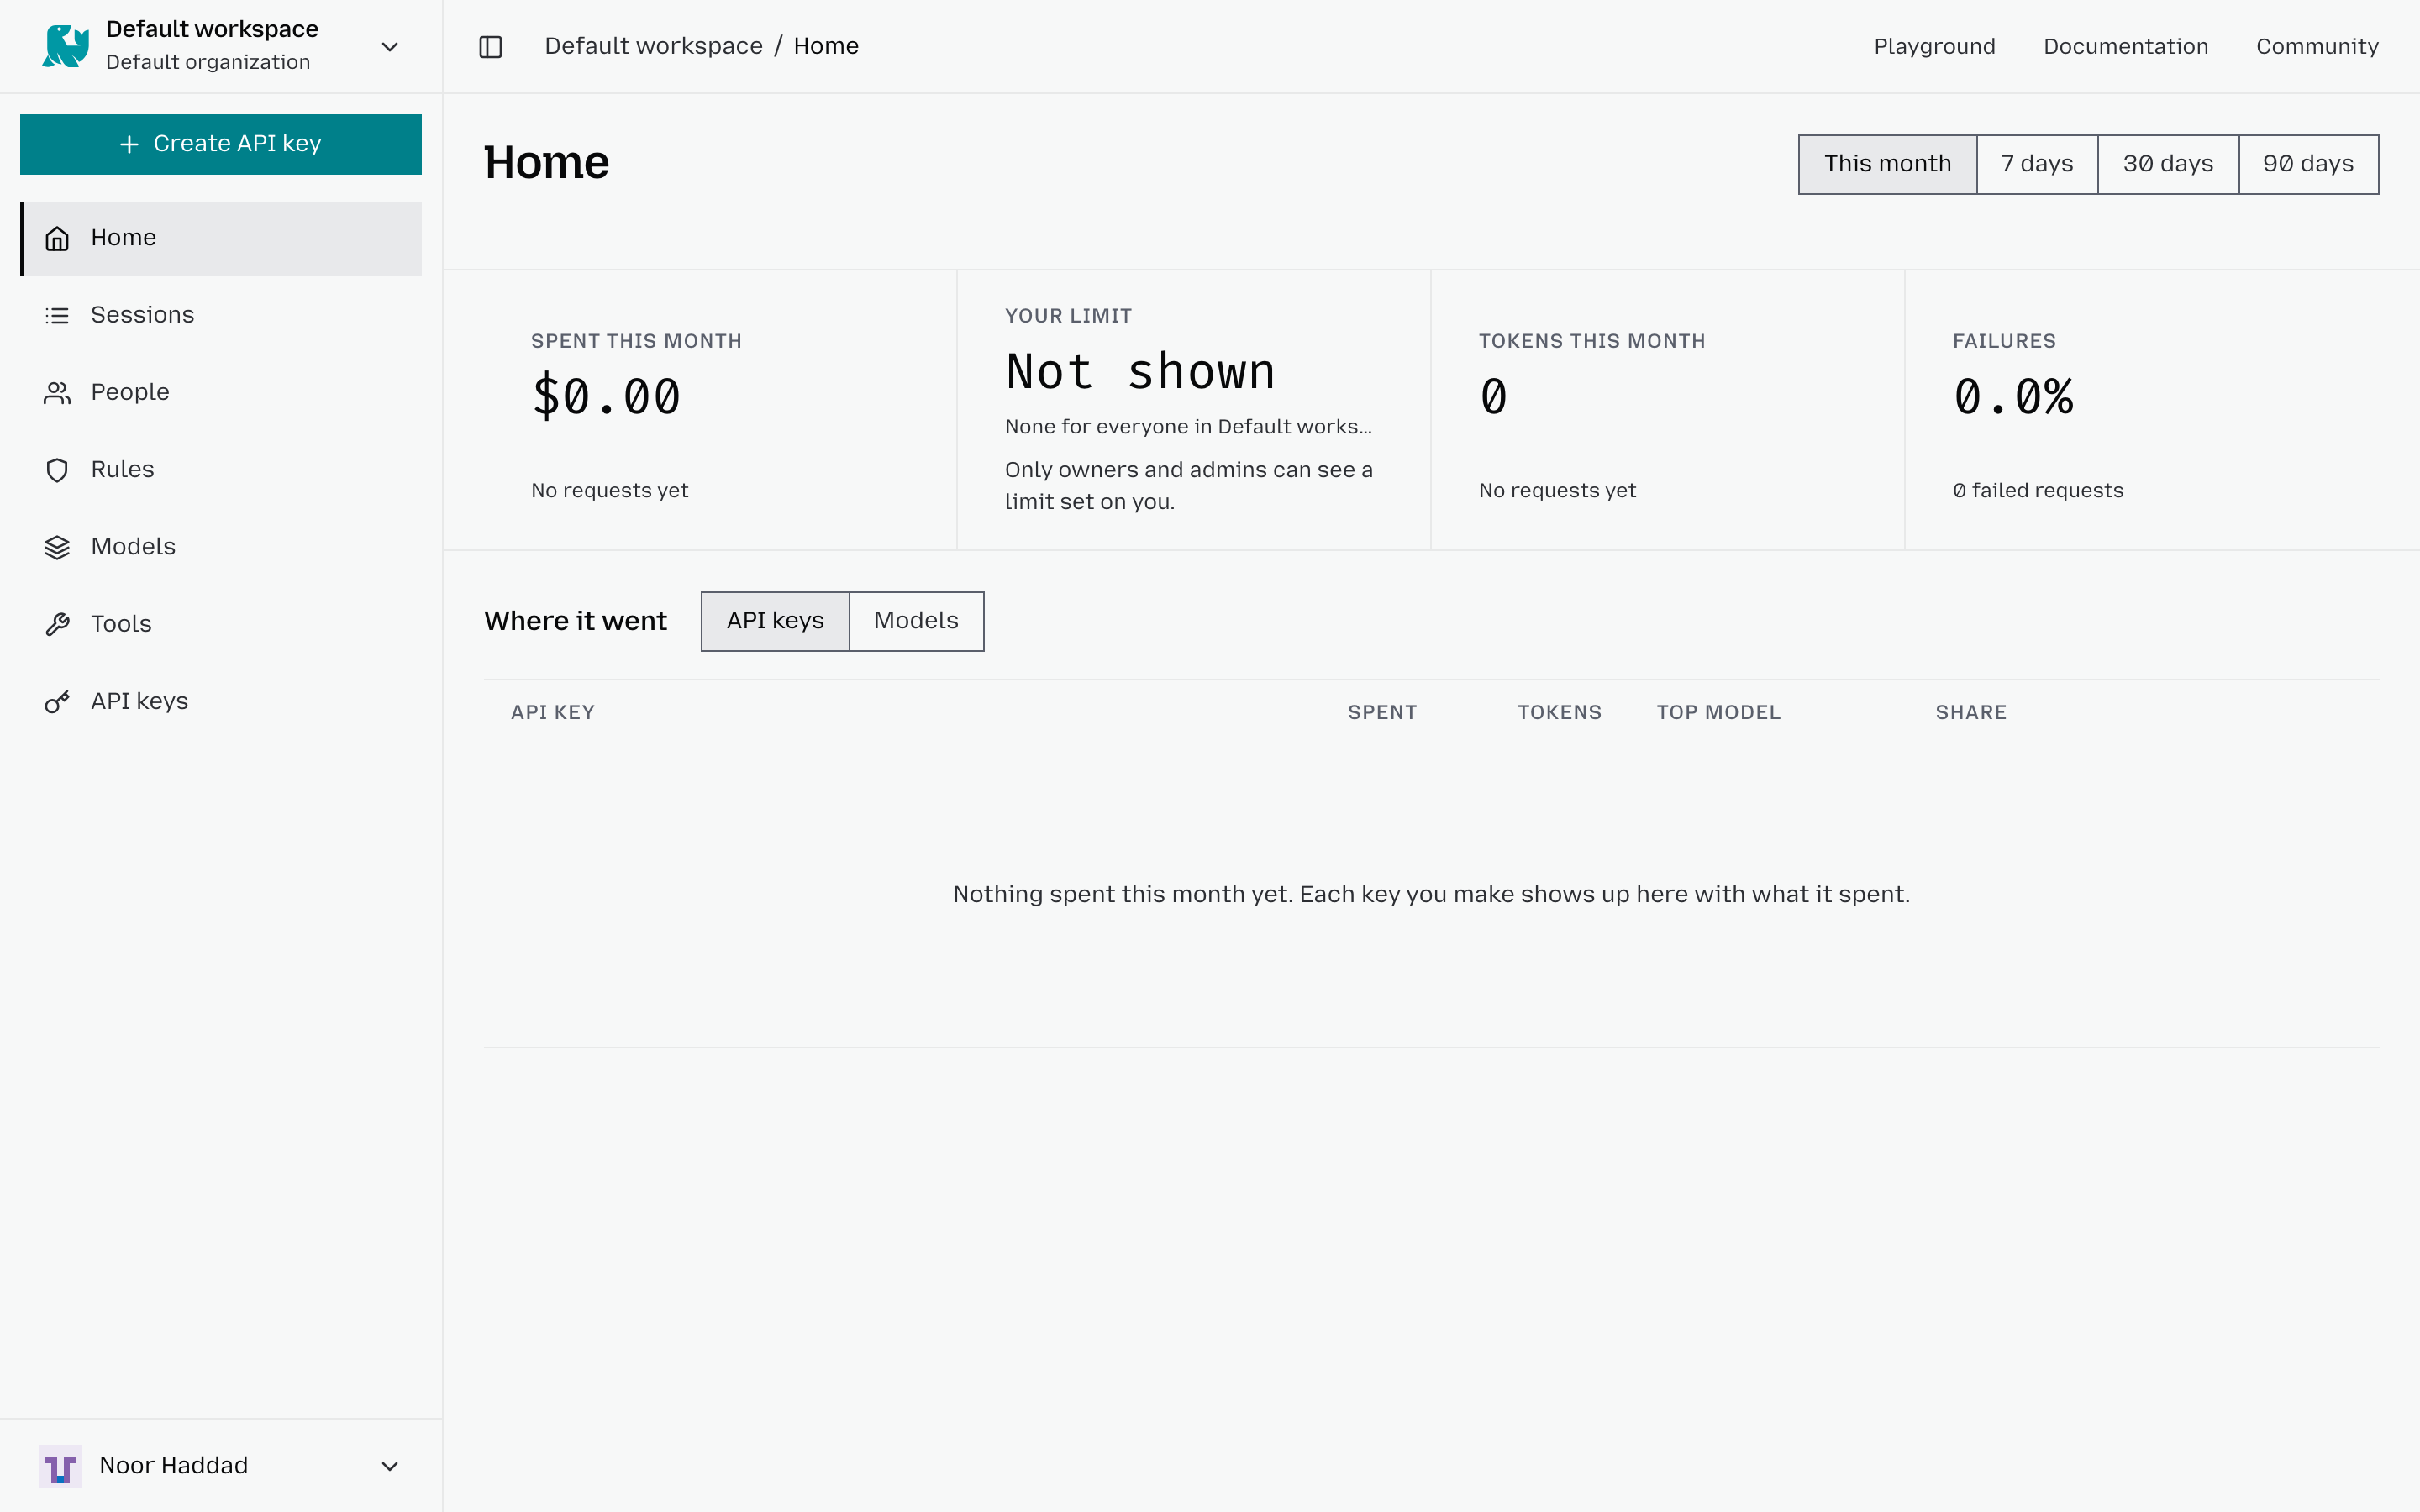 Default workspace
Default organization
Default workspace / Home
Playground
Documentation
Community
Create API key
Home
Sessions
People
Rules
Models
Tools
API keys
Noor Haddad
Home
This month
7 days
30 days
90 days
SPENT THIS MONTH
$0.00
No requests yet
YOUR LIMIT
Not shown
None for everyone in Default works...
Only owners and admins can see a
limit set on you.
TOKENS THIS MONTH
0
No requests yet
FAILURES
0.0%
0 failed requests
Where it went
API keys
Models
API KEY
SPENT
TOKENS
TOP MODEL
SHARE
Nothing spent this month yet. Each key you make shows up here with what it spent.